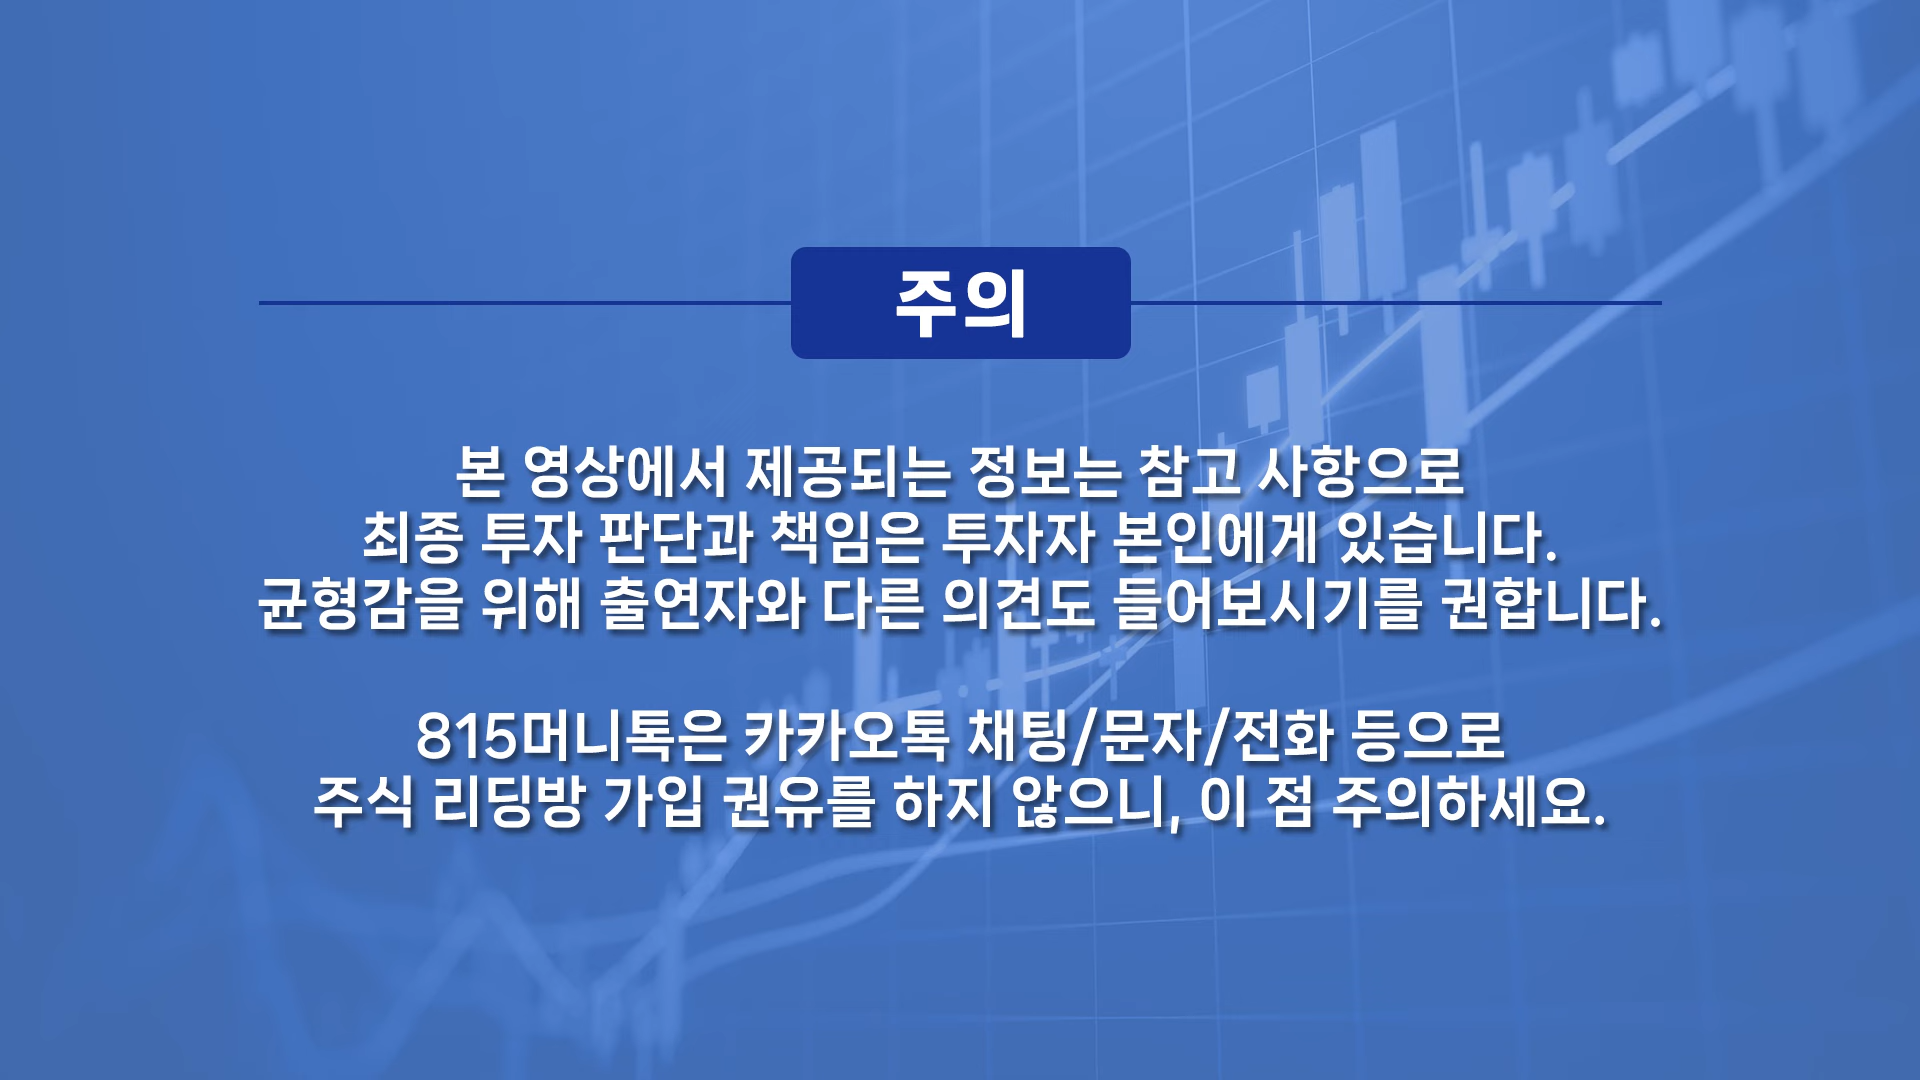 주의
본 영상에서 제공되는 정보는 참고 사항으로
최종 투자 판단과 책임은 투자자 본인에게 있습니다.
균형감을 위해 출연자와 다른 의견도 들어보시기를 권합니다.
815머니톡은 카카오톡 채팅/문자/전화 등으로
주식 리딩방 가입 권유를 하지 않으니, 이 점 주의하세요.